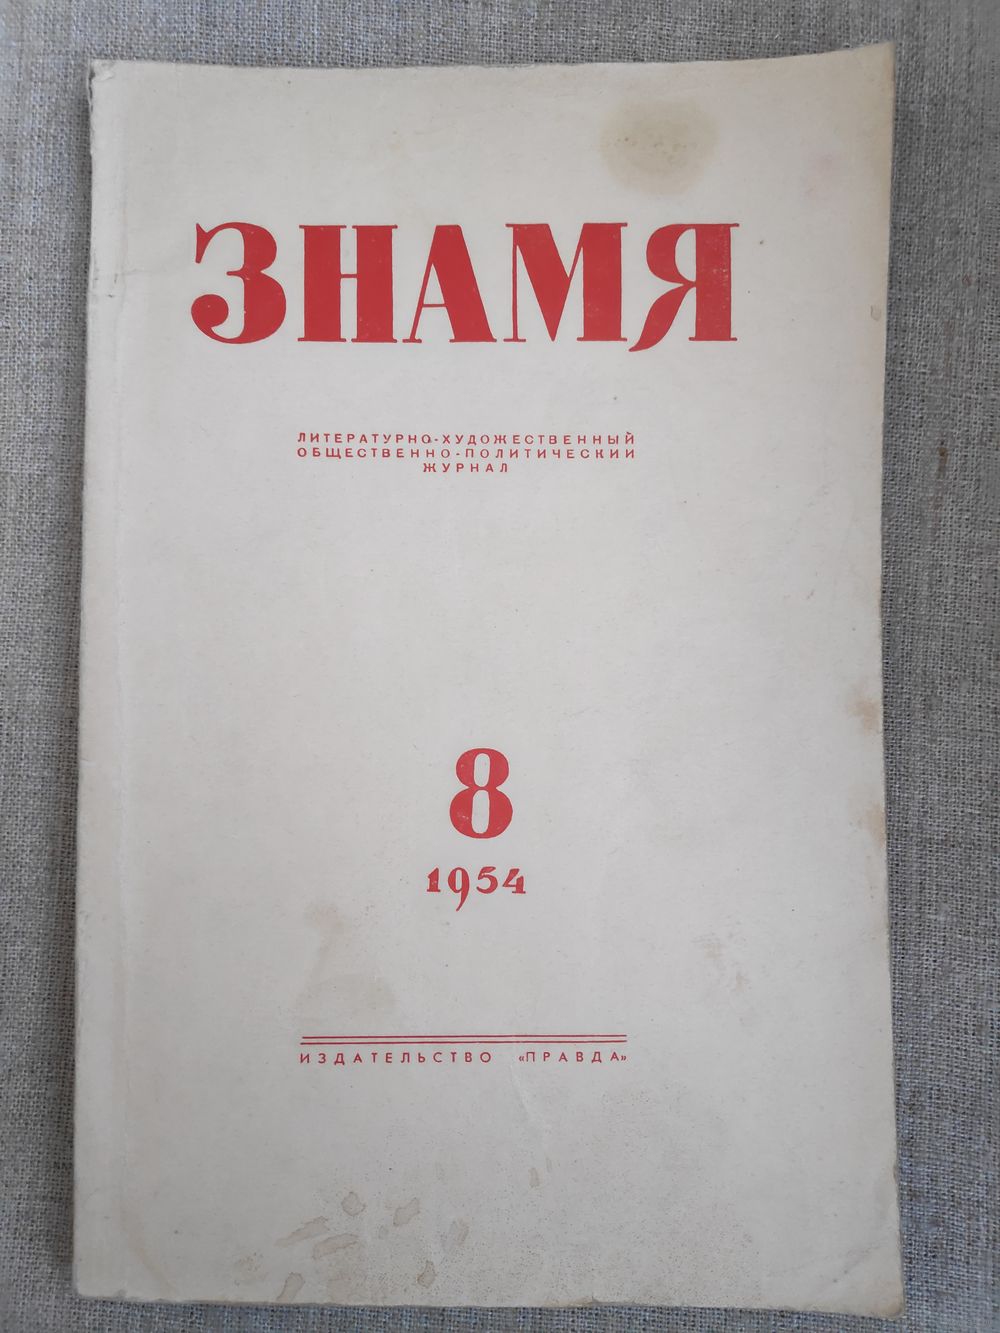 ЗНАМЯ
ЛИТЕРАТУРНО-ХУДОЖЕСТВЕННЫЙ
ОБЩЕСТВЕННО-ПОЛИТИЧЕСКИЙ
ЖУРНАЛ
8
1954
ИЗДАТЕЛЬСТВО «ПРАВДА»